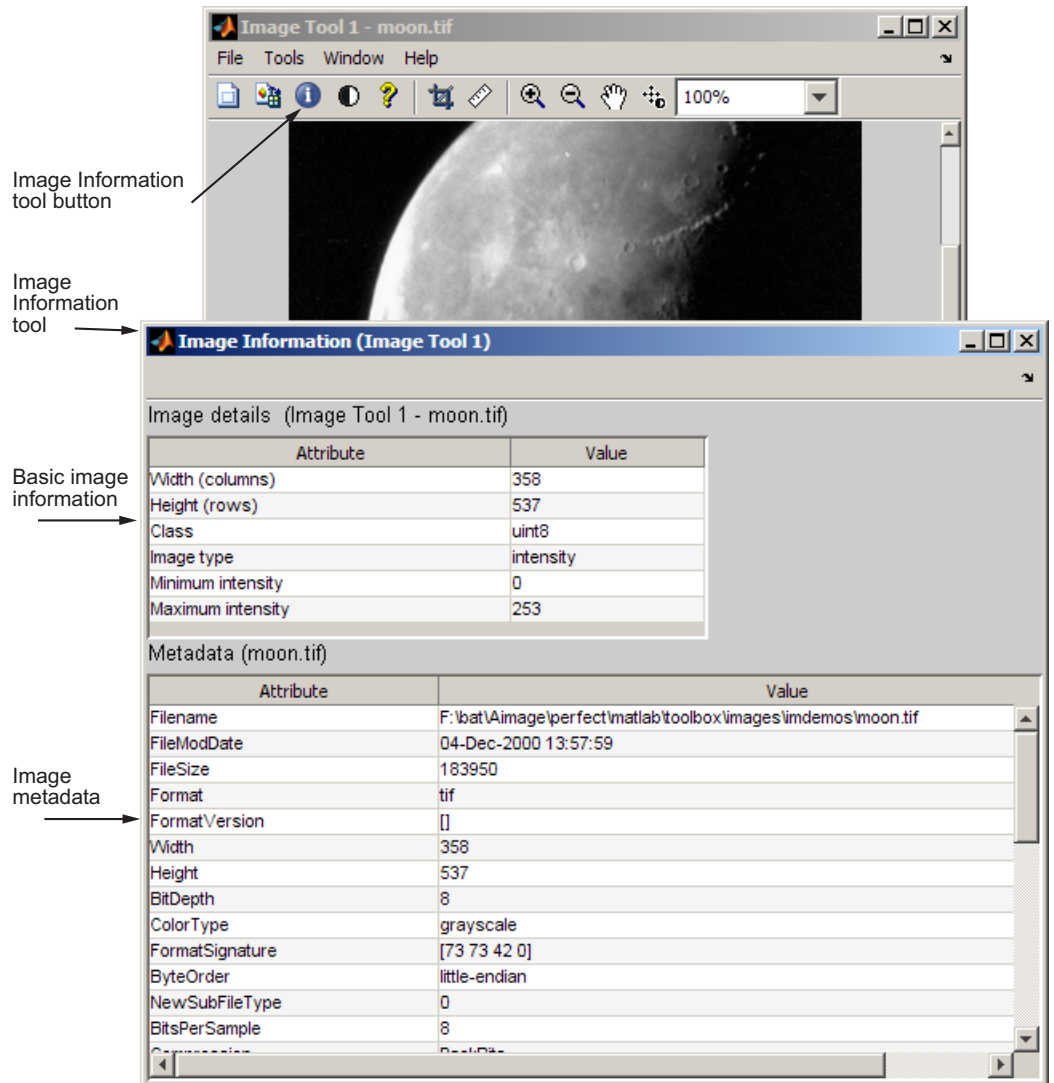 Image Tool 1 - moon.tif
File Tools Window Help
100%
Image Information
tool button
Image
Information
tool
Image Information (Image Tool 1)
Image details (Image Tool 1 - moon.tif)
Attribute Value
Basic image
information
Width (columns) 358
Height (rows) 537
Class uint8
Image type intensity
Minimum intensity 0
Maximum intensity 253
Metadata (moon.tif)
Attribute Value
Image
metadata
Filename F:\bat\Aimage\perfect\matlab\toolbox\images\imdemos\moon.tif
FileModDate 04-Dec-2000 13:57:59
FileSize 183950
Format tif
FormatVersion []
Width 358
Height 537
BitDepth 8
ColorType grayscale
FormatSignature [73 73 42 0]
ByteOrder little-endian
NewSubFileType 0
BitsPerSample 8
Compression PackBits